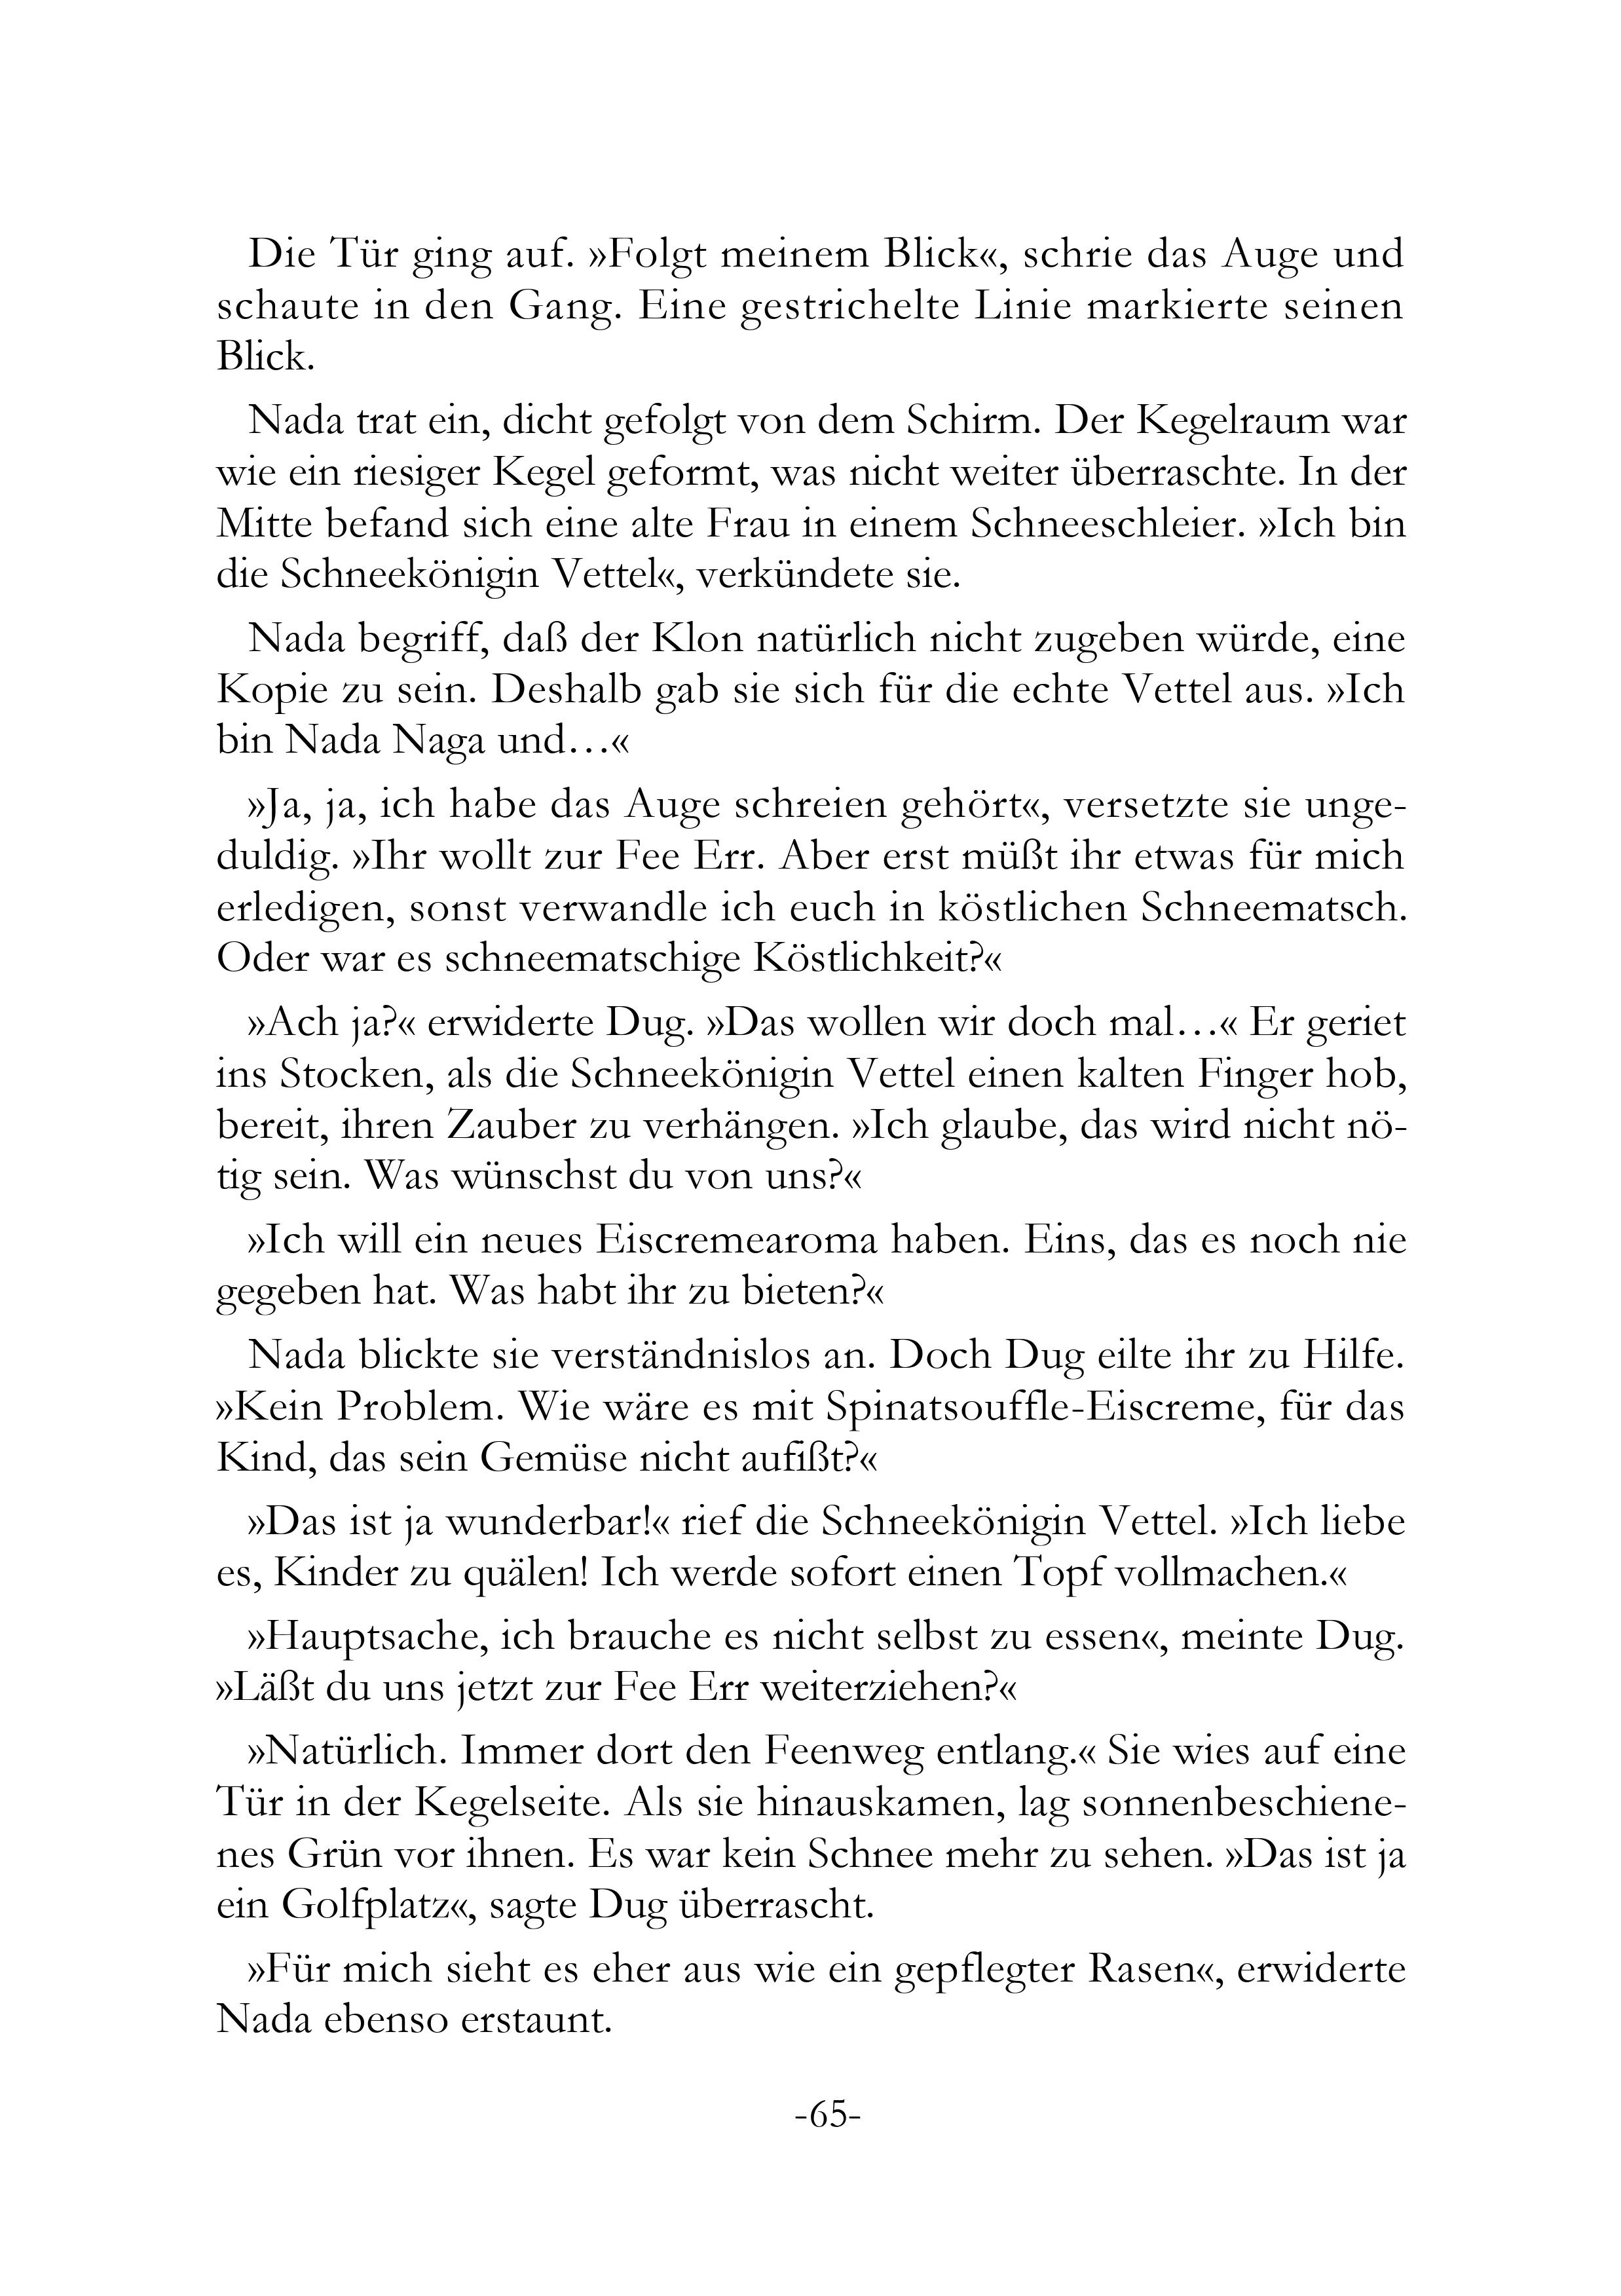 Die Tür ging auf. »Folgt meinem Blick«, schrie das Auge und
schaute in den Gang. Eine gestrichelte Linie markierte seinen
Blick.
Nada trat ein, dicht gefolgt von dem Schirm. Der Kegelraum war
wie ein riesiger Kegel geformt, was nicht weiter überraschte. In der
Mitte befand sich eine alte Frau in einem Schneeschleier. »Ich bin
die Schneekönigin Vettel«, verkündete sie.
Nada begriff, daß der Klon natürlich nicht zugeben würde, eine
Kopie zu sein. Deshalb gab sie sich für die echte Vettel aus. »Ich
bin Nada Naga und…«
»Ja, ja, ich habe das Auge schreien gehört«, versetzte sie unge-
duldig. »Ihr wollt zur Fee Err. Aber erst müßt ihr etwas für mich
erledigen, sonst verwandle ich euch in köstlichen Schneematsch.
Oder war es schneematschige Köstlichkeit?«
»Ach ja?« erwiderte Dug. »Das wollen wir doch mal…« Er geriet
ins Stocken, als die Schneekönigin Vettel einen kalten Finger hob,
bereit, ihren Zauber zu verhängen. »Ich glaube, das wird nicht nö-
tig sein. Was wünschst du von uns?«
»Ich will ein neues Eiscremearoma haben. Eins, das es noch nie
gegeben hat. Was habt ihr zu bieten?«
Nada blickte sie verständnislos an. Doch Dug eilte ihr zu Hilfe.
»Kein Problem. Wie wäre es mit Spinatsouffle-Eiscreme, für das
Kind, das sein Gemüse nicht aufißt?«
»Das ist ja wunderbar!« rief die Schneekönigin Vettel. »Ich liebe
es, Kinder zu quälen! Ich werde sofort einen Topf vollmachen.«
»Hauptsache, ich brauche es nicht selbst zu essen«, meinte Dug.
»Läßt du uns jetzt zur Fee Err weiterziehen?«
»Natürlich. Immer dort den Feenweg entlang.« Sie wies auf eine
Tür in der Kegelseite. Als sie hinauskamen, lag sonnenbeschiene-
nes Grün vor ihnen. Es war kein Schnee mehr zu sehen. »Das ist ja
ein Golfplatz«, sagte Dug überrascht.
»Für mich sieht es eher aus wie ein gepflegter Rasen«, erwiderte
Nada ebenso erstaunt.
-65-